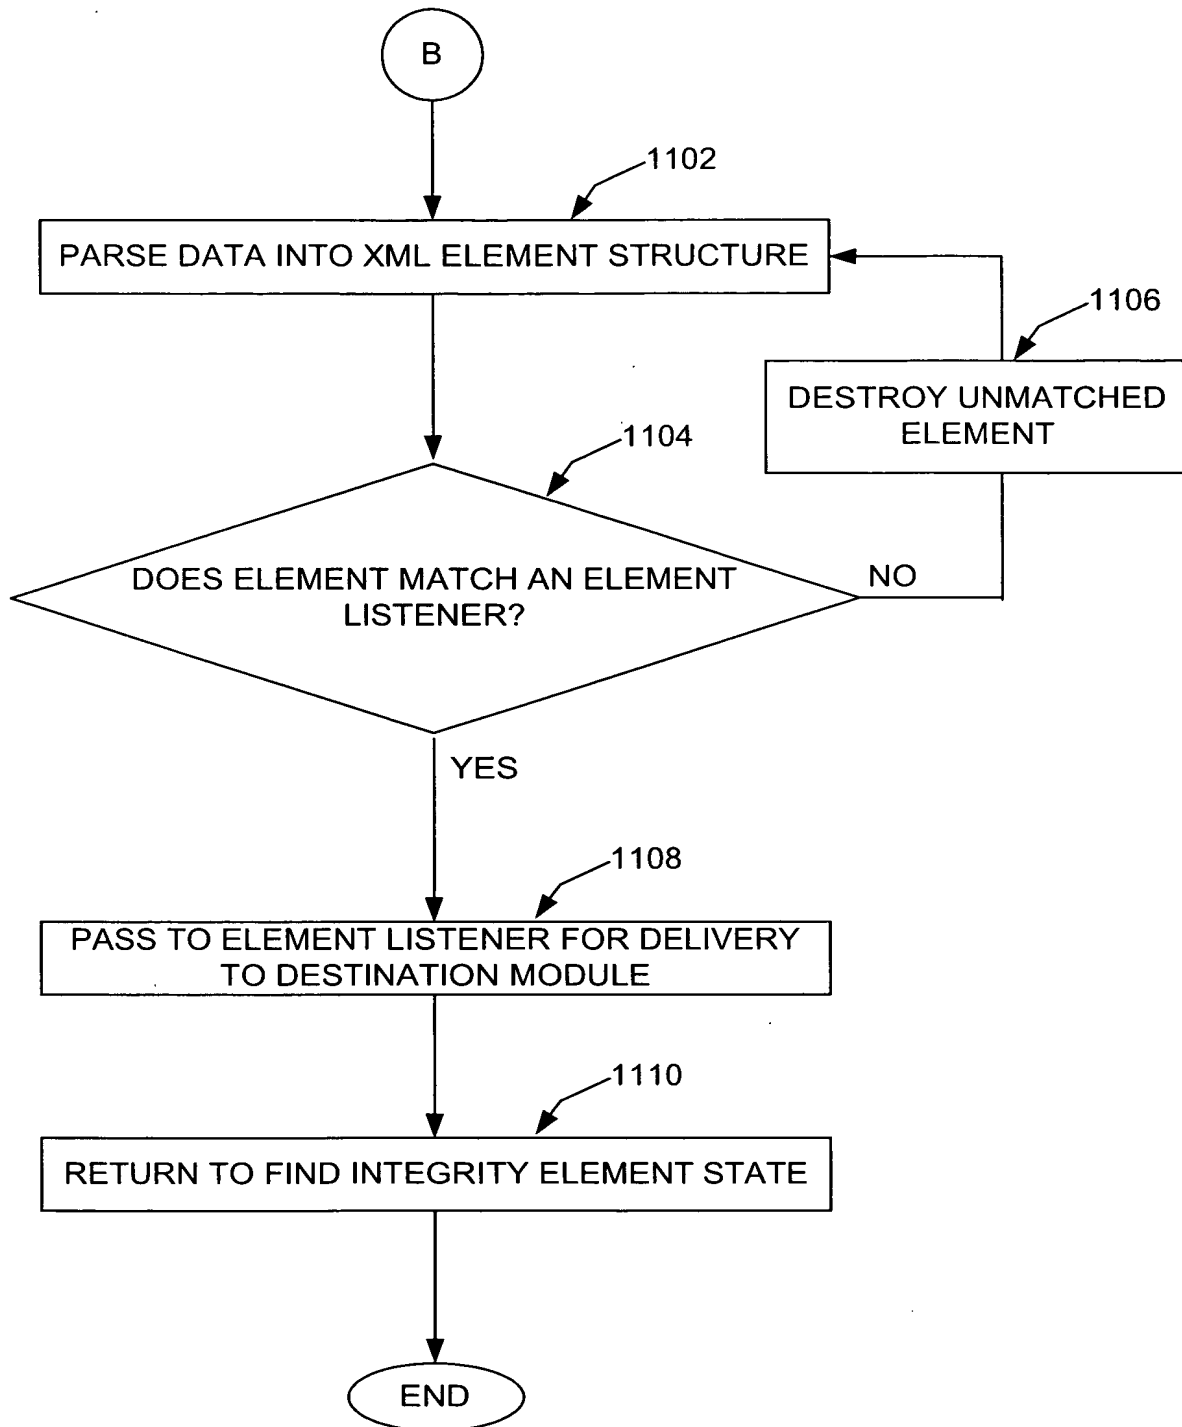 B
1102
PARSE DATA INTO XML ELEMENT STRUCTURE
1106
DESTROY UNMATCHED
ELEMENT
1104
DOES ELEMENT MATCH AN ELEMENT
LISTENER?
NO
YES
1108
PASS TO ELEMENT LISTENER FOR DELIVERY
TO DESTINATION MODULE
1110
RETURN TO FIND INTEGRITY ELEMENT STATE
END